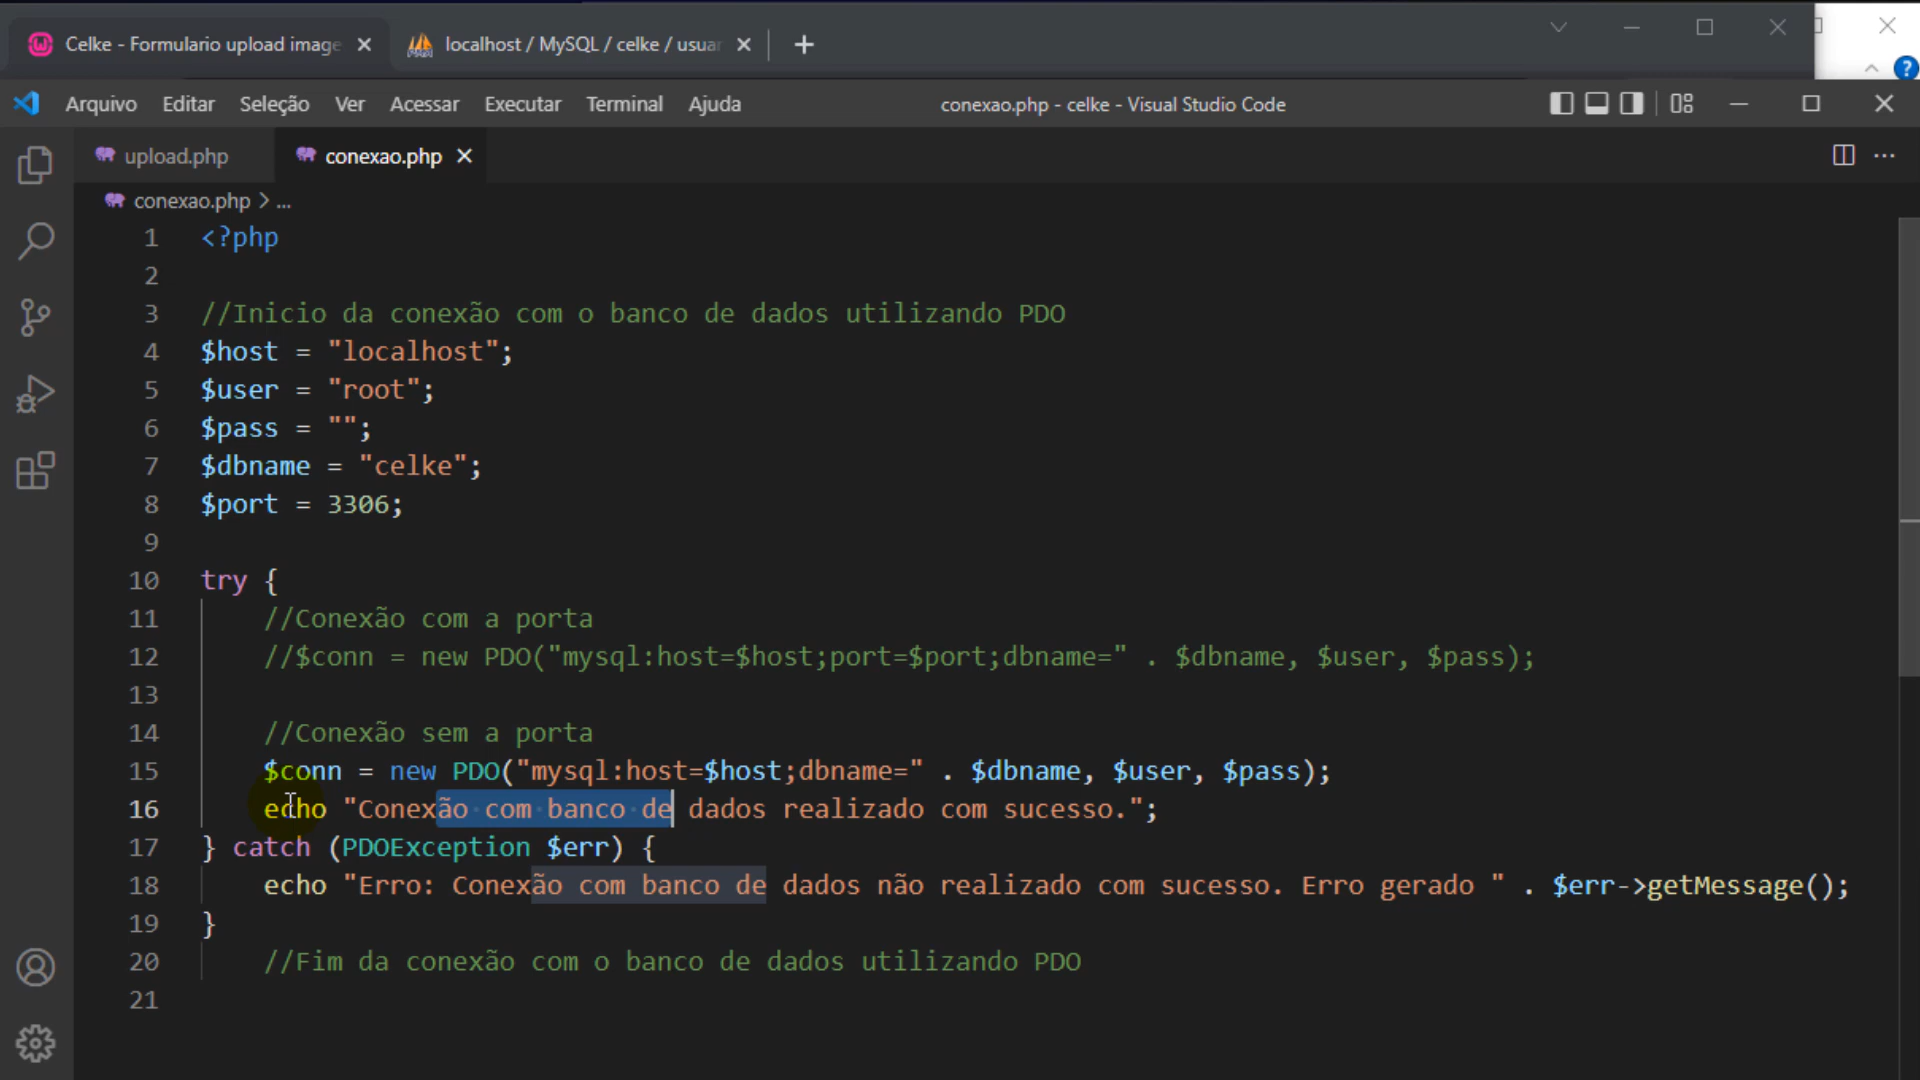 Celke - Formulario upload image
localhost / MySQL / celke / usuar
Arquivo Editar Seleção Ver Acessar Executar Terminal Ajuda
conexao.php - celke - Visual Studio Code
upload.php
conexao.php
conexao.php > ...
1 <?php
2
3 //Inicio da conexão com o banco de dados utilizando PDO
4 $host = "localhost";
5 $user = "root";
6 $pass = "";
7 $dbname = "celke";
8 $port = 3306;
9
10 try {
11 //Conexão com a porta
12 //$conn = new PDO("mysql:host=$host;port=$port;dbname=" . $dbname, $user, $pass);
13
14 //Conexão sem a porta
15 $conn = new PDO("mysql:host=$host;dbname=" . $dbname, $user, $pass);
16 echo "Conexão com banco de dados realizado com sucesso.";
17 } catch (PDOException $err) {
18 echo "Erro: Conexão com banco de dados não realizado com sucesso. Erro gerado " . $err->getMessage();
19 }
20 //Fim da conexão com o banco de dados utilizando PDO
21